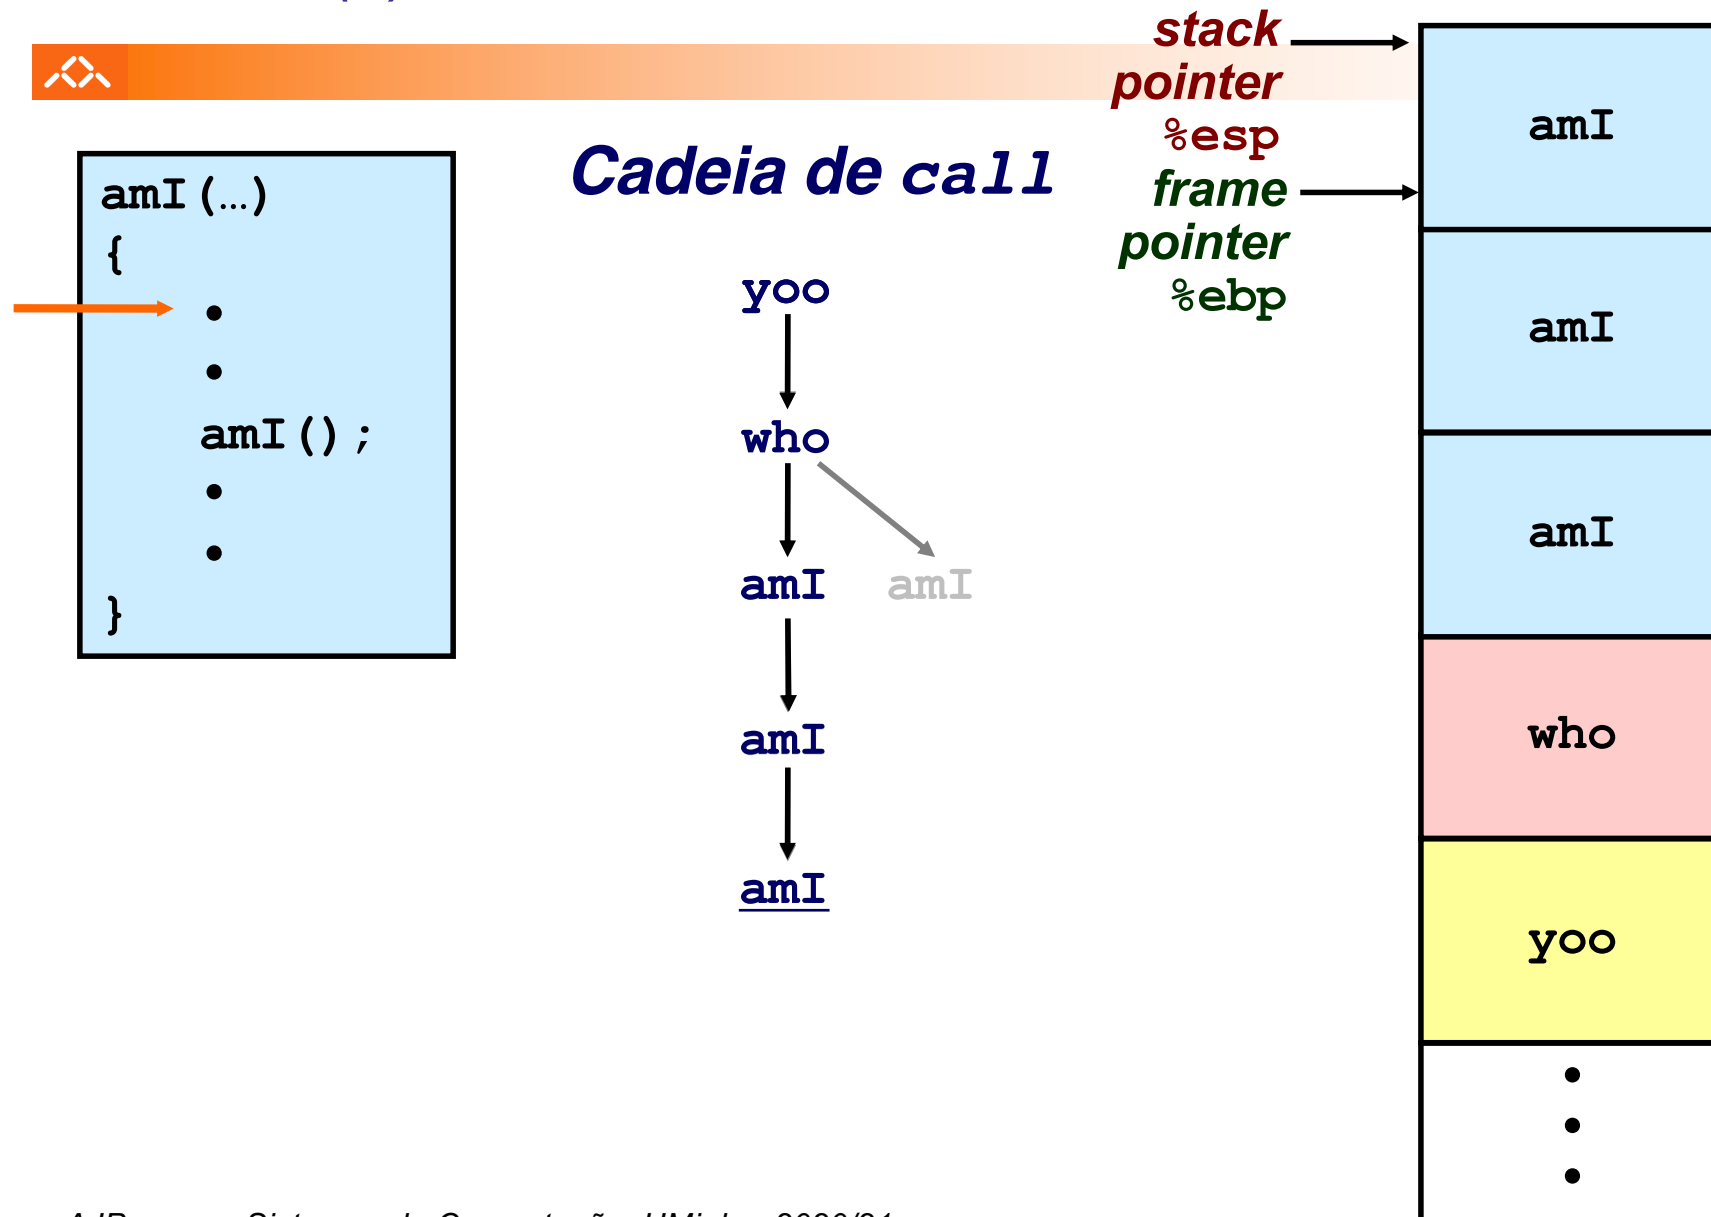 stack
pointer
%esp
frame
pointer
%ebp
Cadeia de call
amI(…)
{
•
•
amI();
•
•
}
yoo
who
amI amI
amI
amI
amI
amI
amI
who
yoo
•
•
•